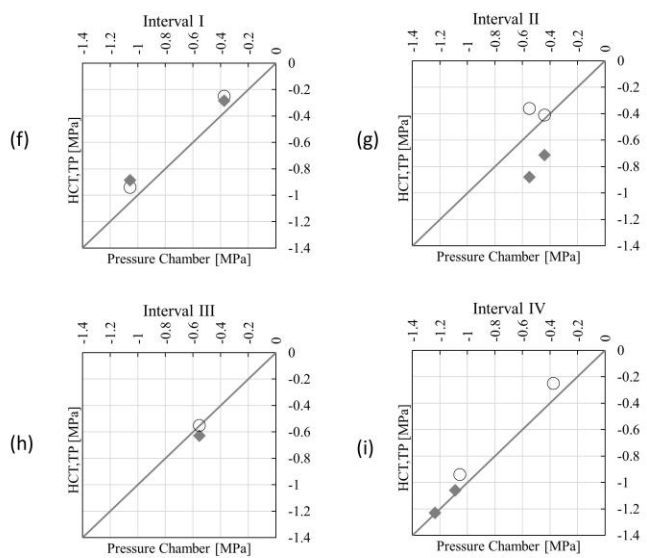 Interval I
-1.4 -1.2 -1 -0.8 -0.6 -0.4 -0.2 0
0
-0.2
-0.4
-0.6
-0.8
-1
-1.2
-1.4
(f)
HCT,TP [MPa]
Pressure Chamber [MPa]
Interval II
-1.4 -1.2 -1 -0.8 -0.6 -0.4 -0.2 0
0
-0.2
-0.4
-0.6
-0.8
-1
-1.2
-1.4
(g)
HCT,TP [MPa]
Pressure Chamber [MPa]
Interval III
-1.4 -1.2 -1 -0.8 -0.6 -0.4 -0.2 0
0
-0.2
-0.4
-0.6
-0.8
-1
-1.2
-1.4
(h)
HCT,TP [MPa]
Pressure Chamber [MPa]
Interval IV
-1.4 -1.2 -1 -0.8 -0.6 -0.4 -0.2 0
0
-0.2
-0.4
-0.6
-0.8
-1
-1.2
-1.4
(i)
HCT,TP [MPa]
Pressure Chamber [MPa]